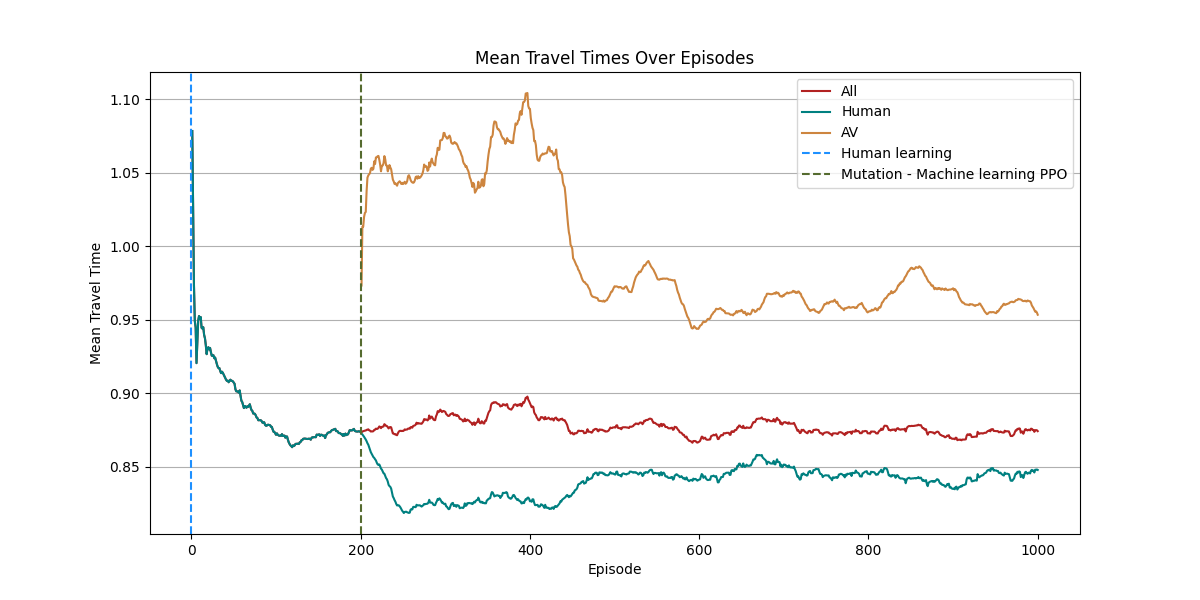 Mean Travel Times Over Episodes
Mean Travel Time
1.10
1.05
1.00
0.95
0.90
0.85
All
Human
AV
Human learning
Mutation - Machine learning PPO
0
200
400
600
800
1000
Episode